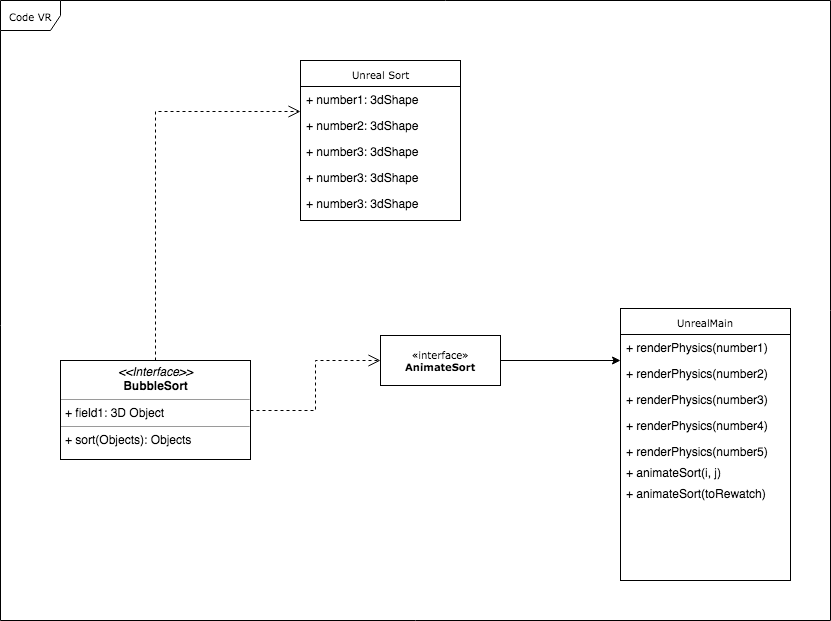 Code VR
Unreal Sort
+ number1: 3dShape
+ number2: 3dShape
+ number3: 3dShape
+ number3: 3dShape
+ number3: 3dShape
<<Interface>>
BubbleSort
+ field1: 3D Object
+ sort(Objects): Objects
«interface»
AnimateSort
UnrealMain
+ renderPhysics(number1)
+ renderPhysics(number2)
+ renderPhysics(number3)
+ renderPhysics(number4)
+ renderPhysics(number5)
+ animateSort(i, j)
+ animateSort(toRewatch)